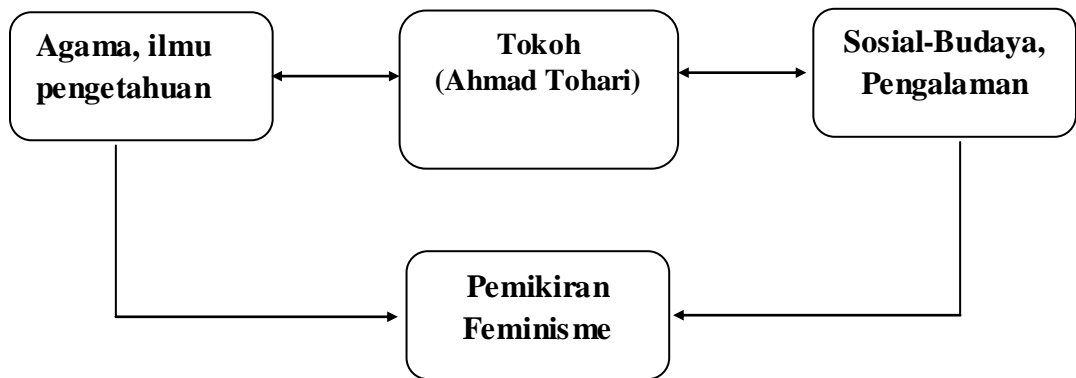 Agama, ilmu
pengetahuan
Tokoh
(Ahmad Tohari)
Sosial-Budaya,
Pengalaman
Pemikiran
Feminisme